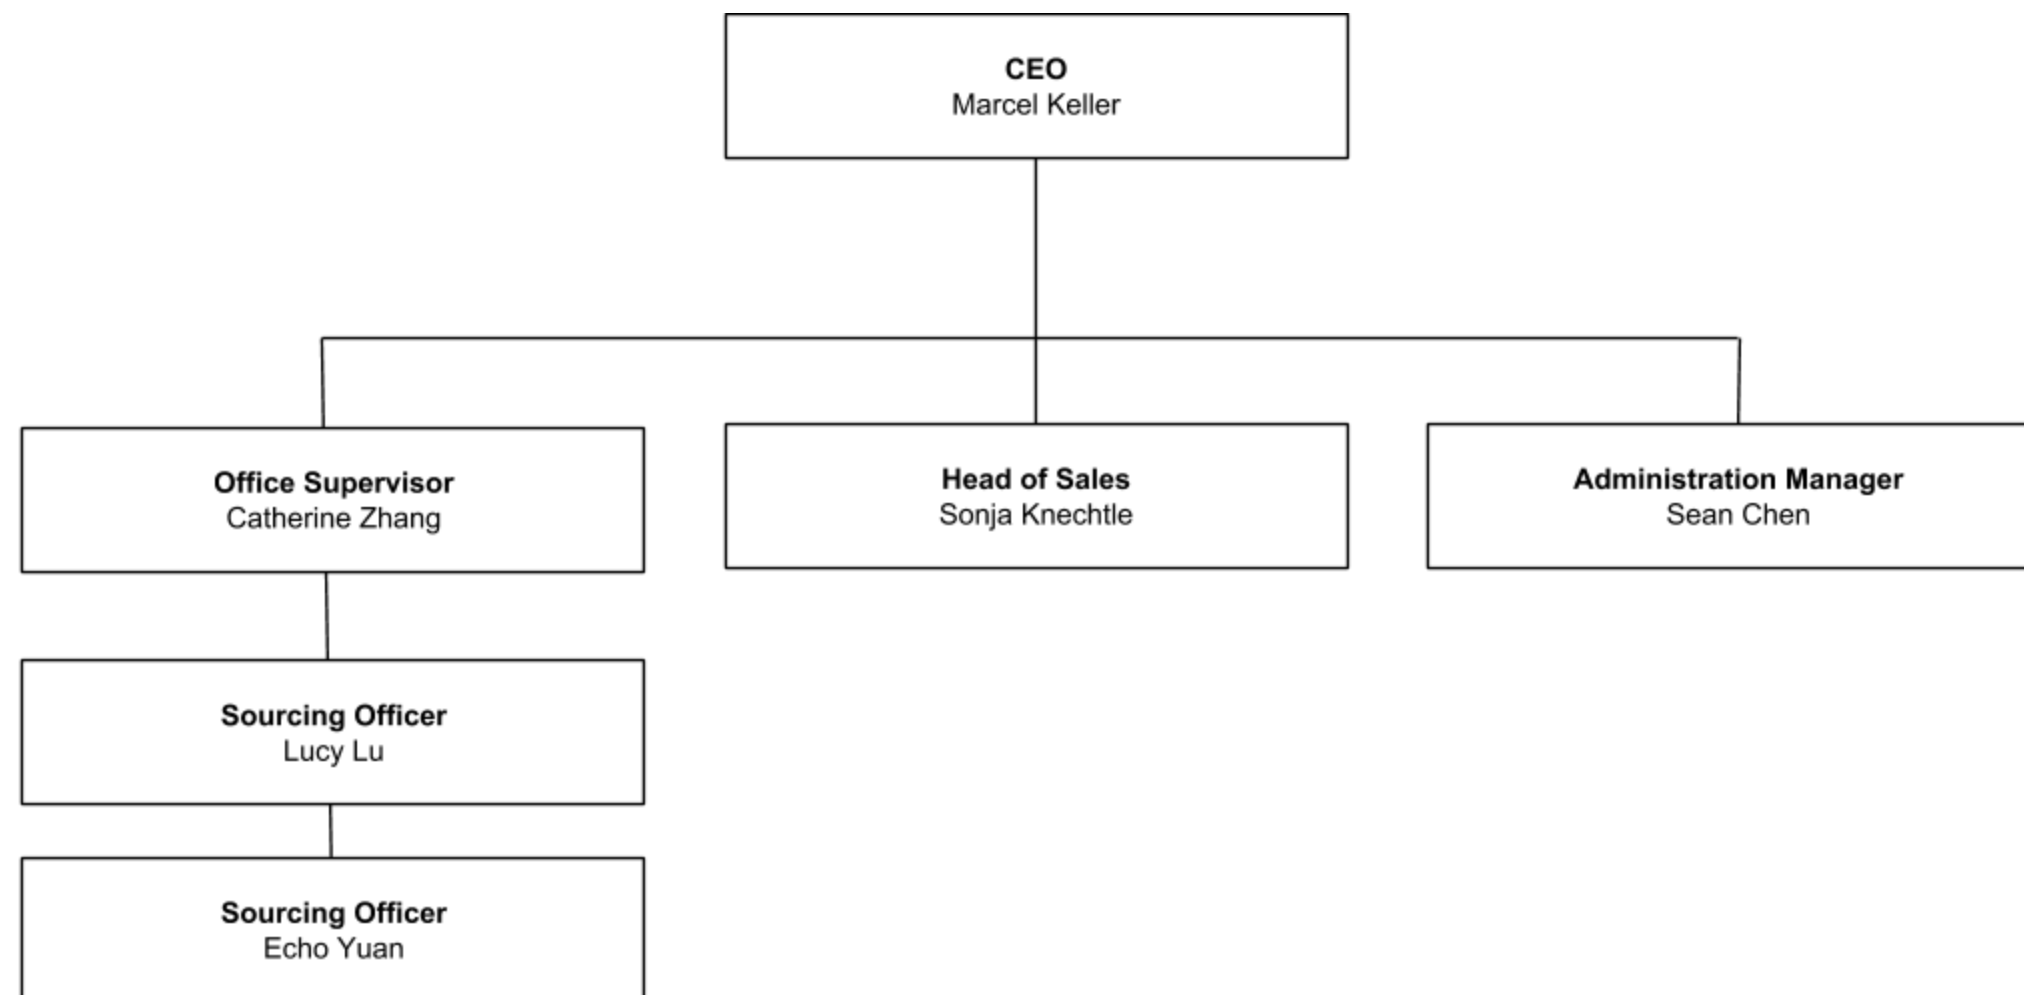 CEO
Marcel Keller
Office Supervisor
Catherine Zhang
Head of Sales
Sonja Knechtle
Administration Manager
Sean Chen
Sourcing Officer
Lucy Lu
Sourcing Officer
Echo Yuan